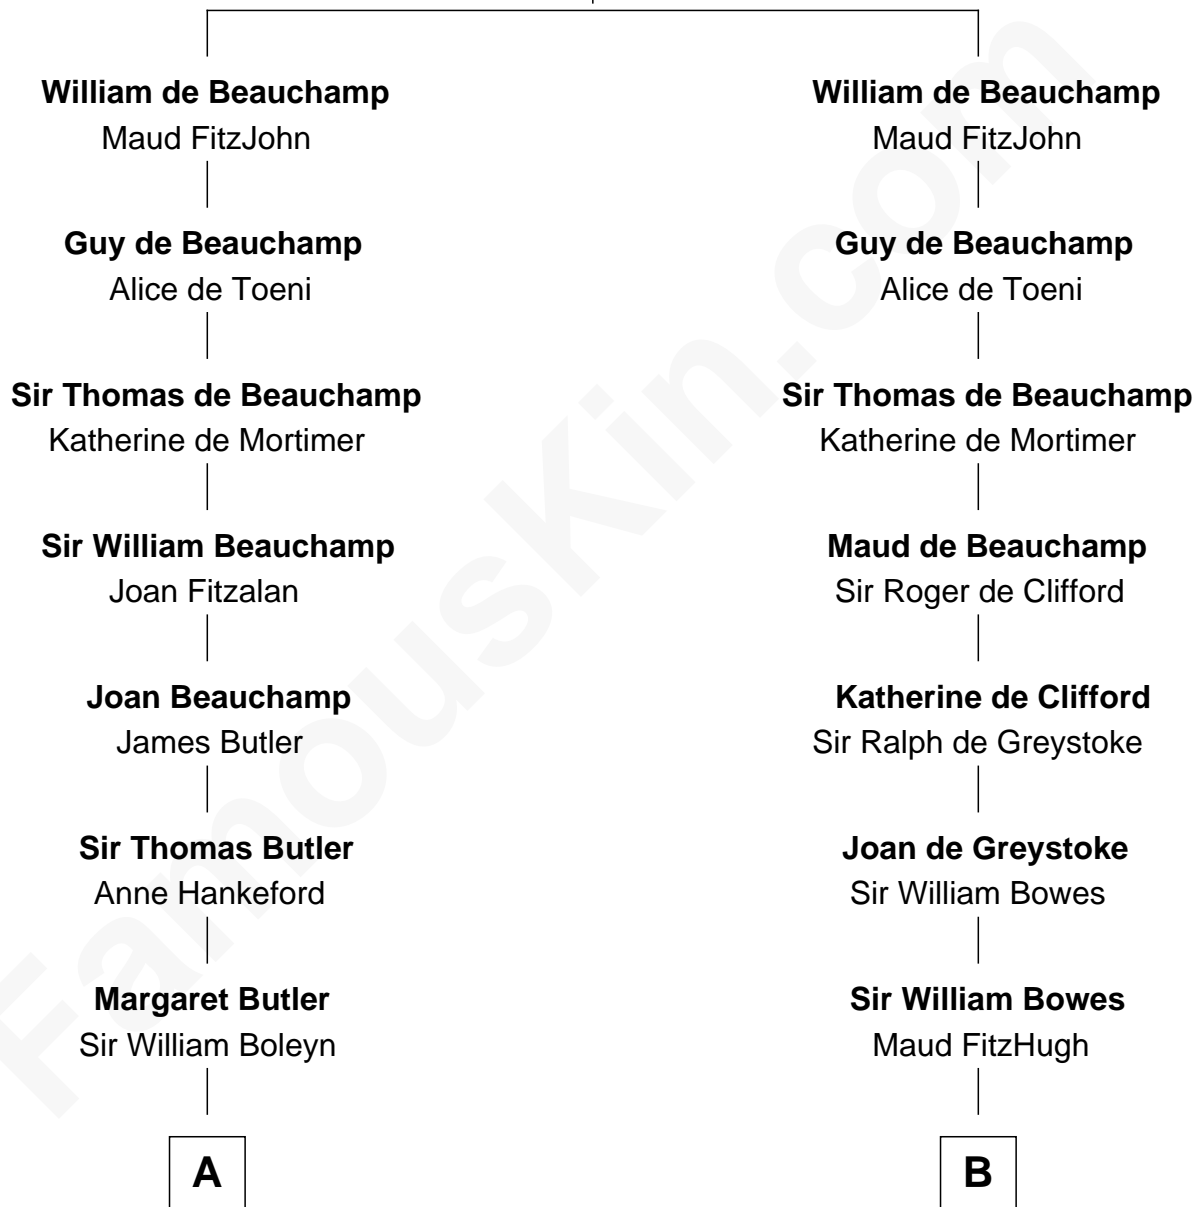 William de Beauchamp
Maud FitzJohn
Guy de Beauchamp
Alice de Toeni
Sir Thomas de Beauchamp
Katherine de Mortimer
Sir William Beauchamp
Joan Fitzalan
Joan Beauchamp
James Butler
Sir Thomas Butler
Anne Hankeford
Margaret Butler
Sir William Boleyn
A
William de Beauchamp
Maud FitzJohn
Guy de Beauchamp
Alice de Toeni
Sir Thomas de Beauchamp
Katherine de Mortimer
Maud de Beauchamp
Sir Roger de Clifford
Katherine de Clifford
Sir Ralph de Greystoke
Joan de Greystoke
Sir William Bowes
Sir William Bowes
Maud FitzHugh
B
FamousKin.com